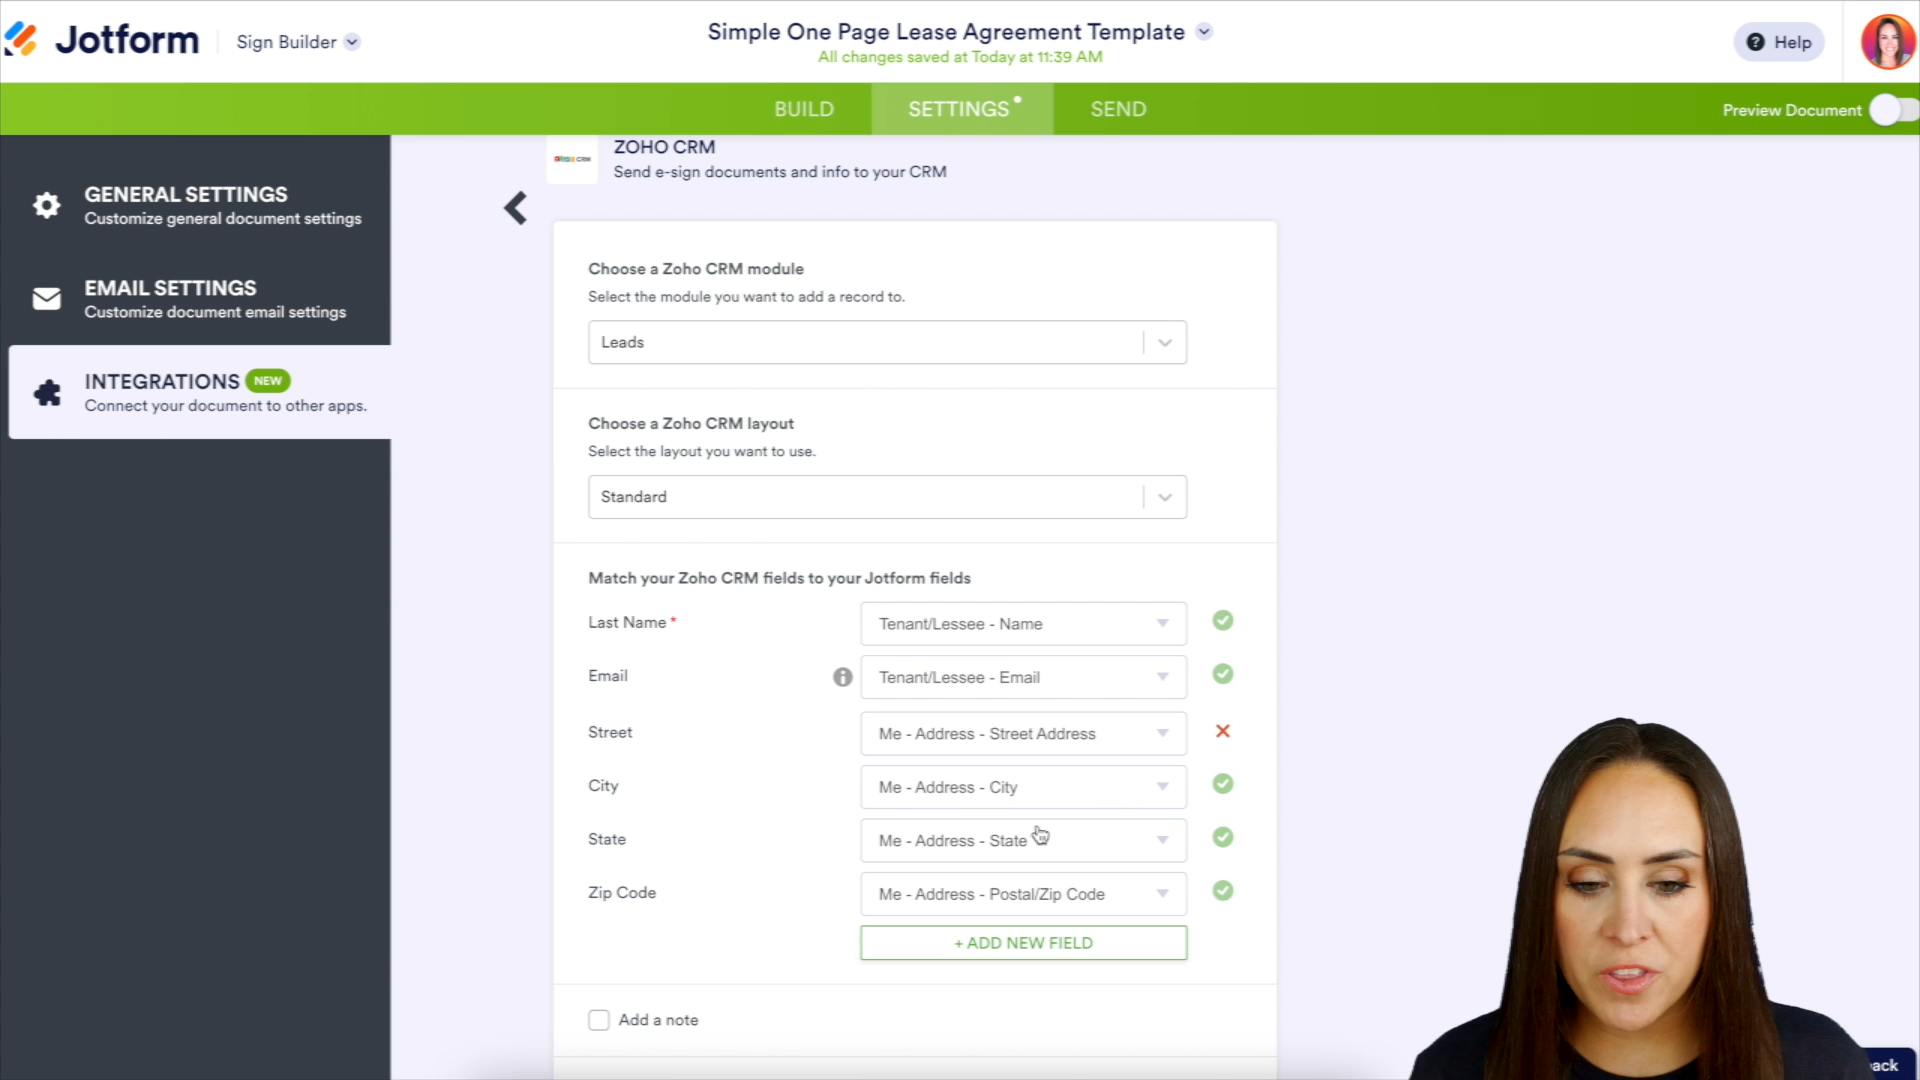 Jotform
Sign Builder
Simple One Page Lease Agreement Template
All changes saved at Today at 11:39 AM
Help
BUILD
SETTINGS
SEND
Preview Document
GENERAL SETTINGS
Customize general document settings
EMAIL SETTINGS
Customize document email settings
INTEGRATIONS NEW
Connect your document to other apps.
CRM
ZOHO CRM
Send e-sign documents and info to your CRM
Choose a Zoho CRM module
Select the module you want to add a record to.
Leads
Choose a Zoho CRM layout
Select the layout you want to use.
Standard
Match your Zoho CRM fields to your Jotform fields
Last Name * Tenant/Lessee - Name
Email Tenant/Lessee - Email
Street Me - Address - Street Address
City Me - Address - City
State Me - Address - State
Zip Code Me - Address - Postal/Zip Code
+ ADD NEW FIELD
Add a note
ack